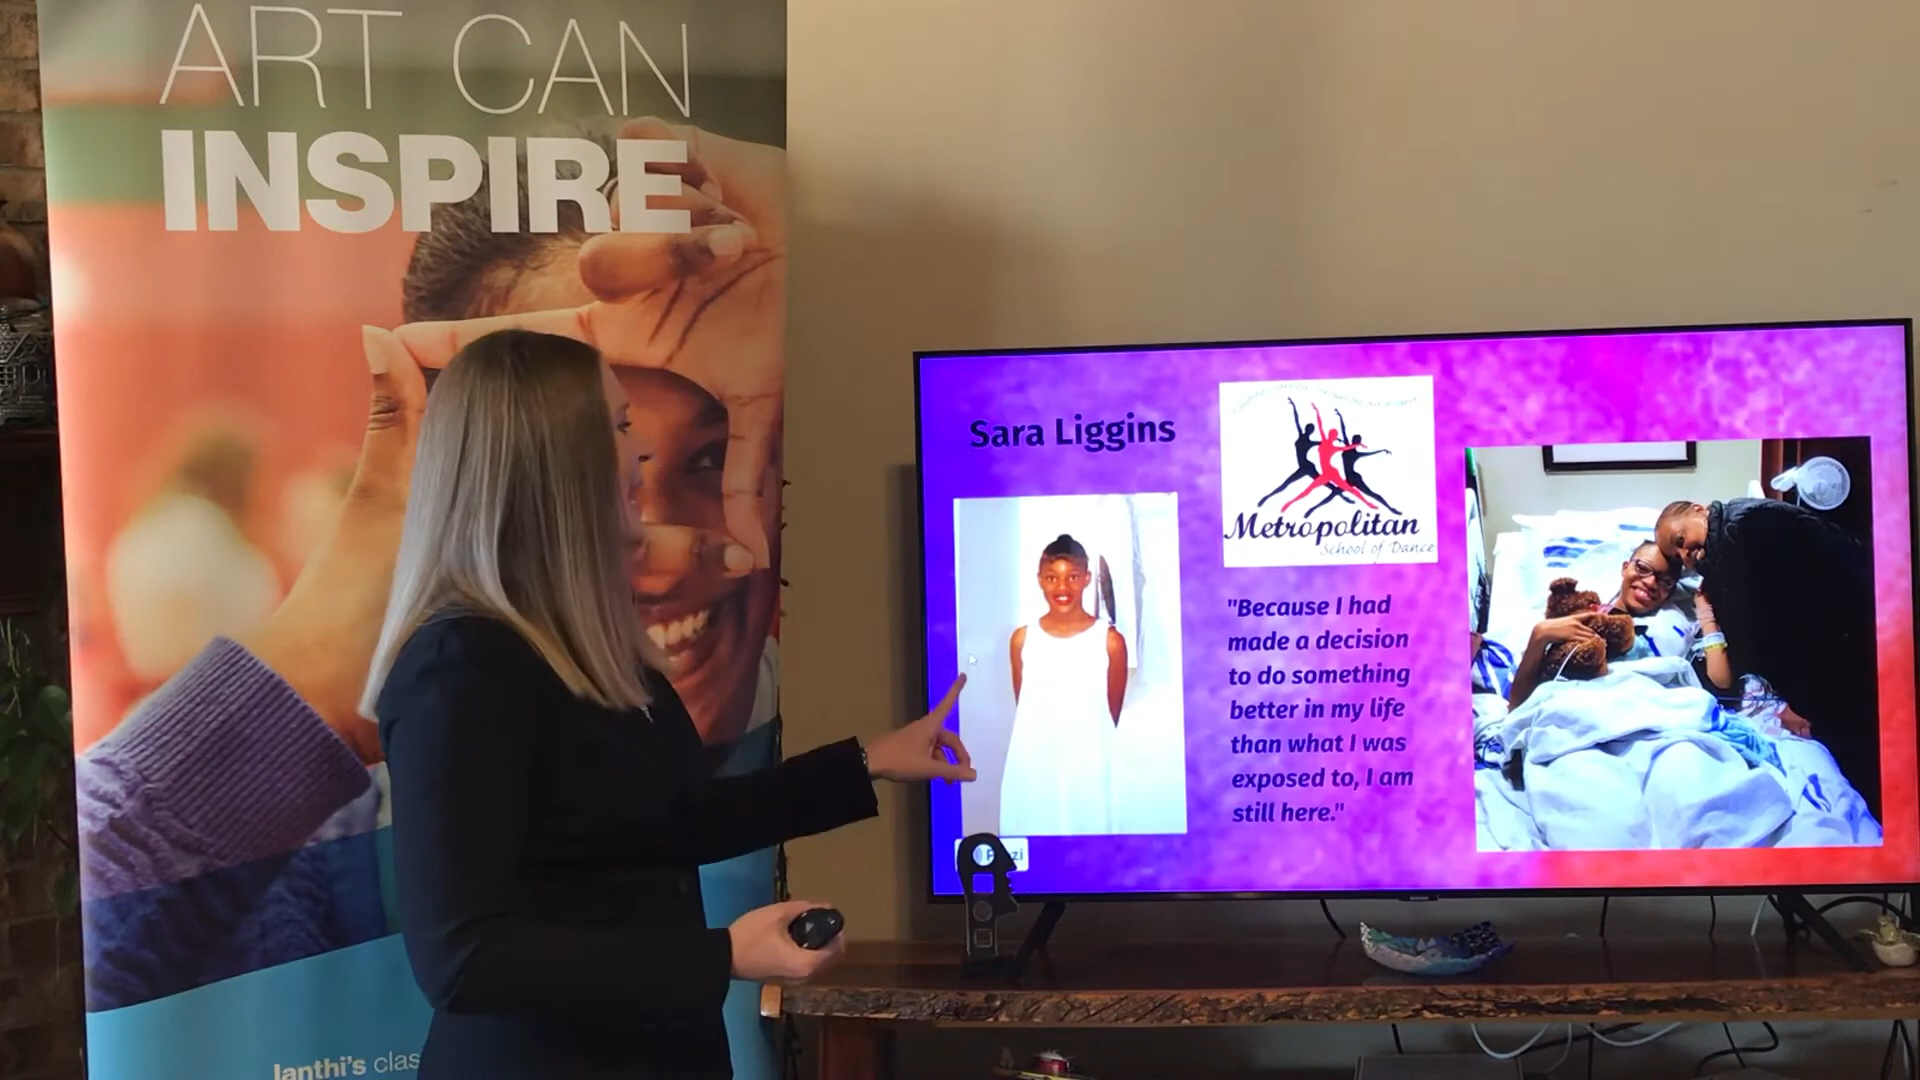 ART CAN
INSPIRE
Ianthi's clas
Sara Liggins
Metropolitan
School of Dance
"Because I had
made a decision
to do something
better in my life
than what I was
exposed to, I am
still here."